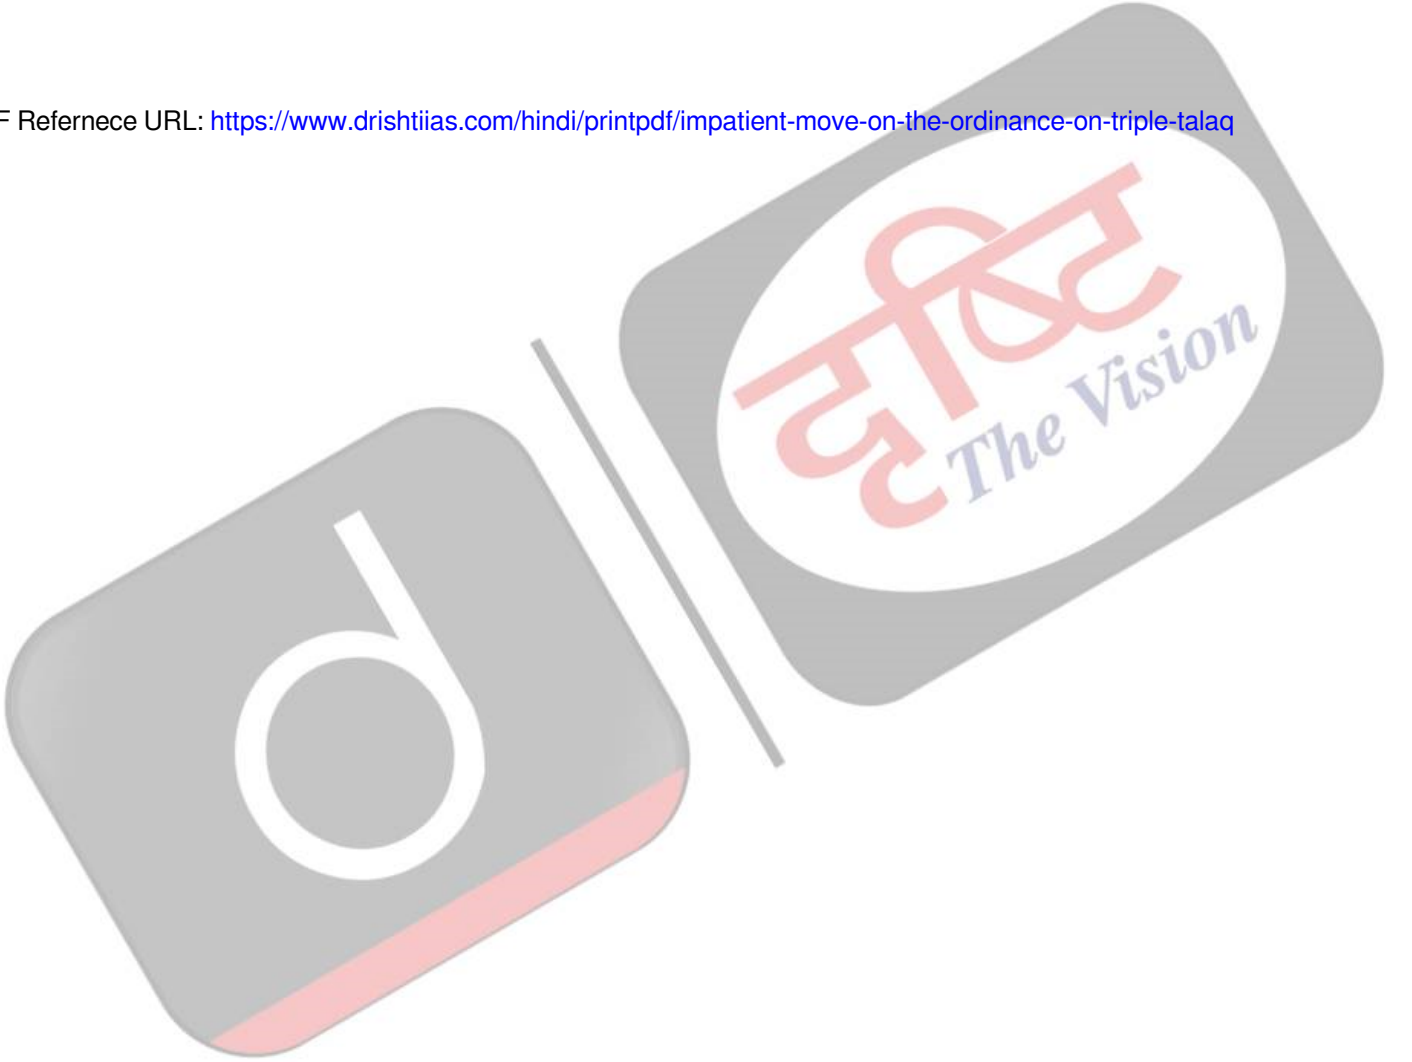 F Refernece URL: https://www.drishtiias.com/hindi/printpdf/impatient-move-on-the-ordinance-on-triple-talaq
दृष्टि
The Vision
d